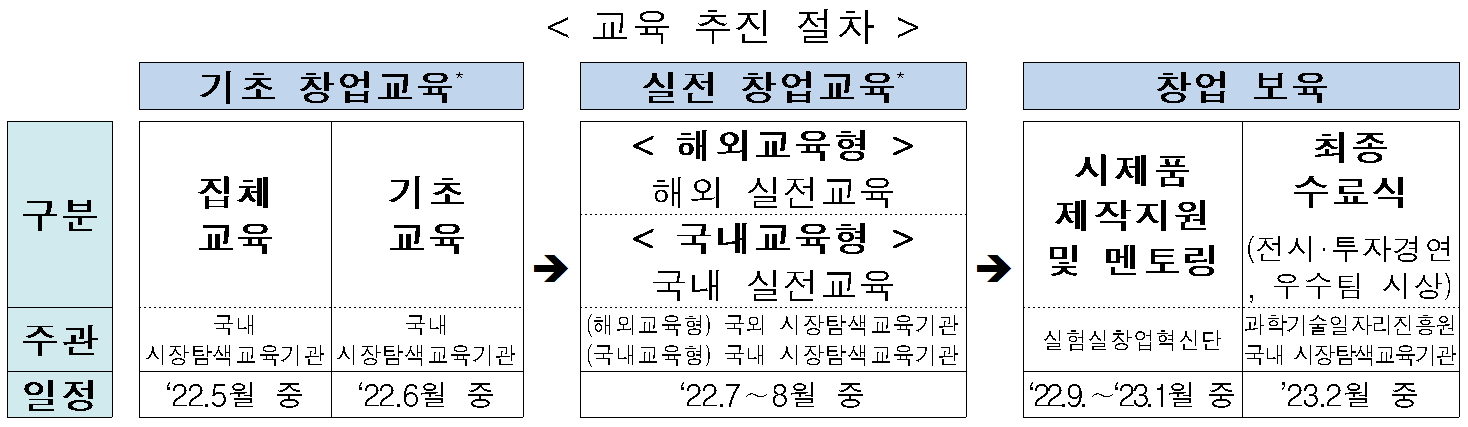 < 교육 추진 절차 >
기초 창업교육* 실전 창업교육* 창업 보육
구분
집체
교육
기초
교육
< 해외교육형 >
해외 실전교육
< 국내교육형 >
국내 실전교육
시제품
제작지원
및 멘토링
최종
수료식
(전시·투자경연
, 우수팀 시상)
주관
국내
시장탐색교육기관
국내
시장탐색교육기관
(해외교육형) 국외 시장탐색교육기관
(국내교육형) 국내 시장탐색교육기관
실험실창업혁신단
과학기술일자리진흥원
국내 시장탐색교육기관
일정 ‘22.5월 중 ‘22.6월 중 ‘22.7~8월 중 ‘22.9.~‘23.1월 중 ’23.2월 중